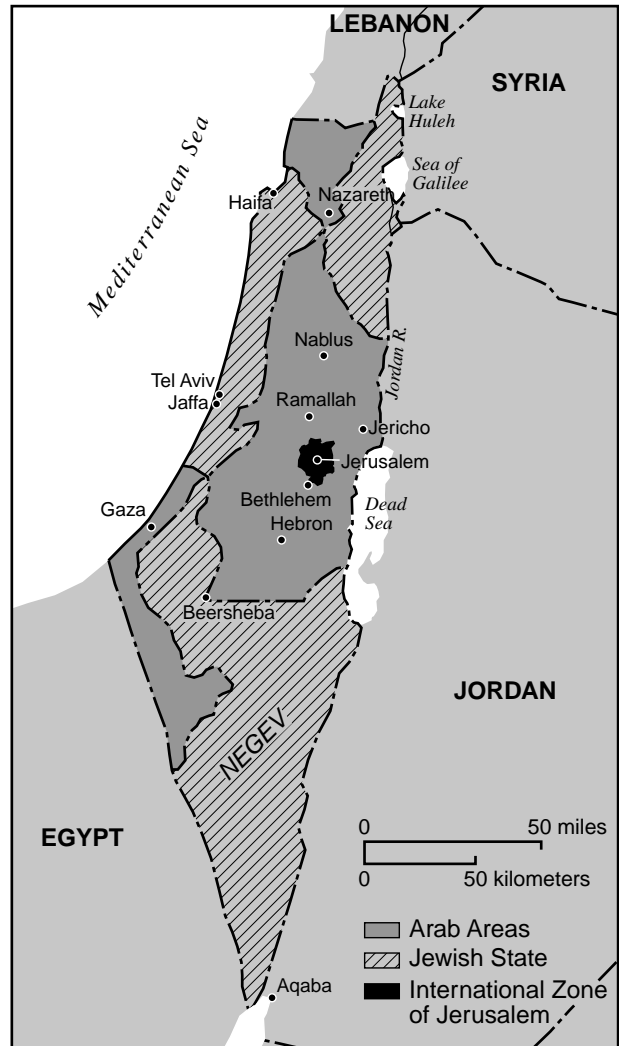 LEBANON
SYRIA
Lake
Huleh
Sea of
Galilee
Mediterranean Sea
Haifa
Nazareth
Nablus
Jordan R.
Tel Aviv
Jaffa
Ramallah
Jericho
Jerusalem
Bethlehem
Dead
Sea
Gaza
Hebron
Beersheba
JORDAN
NEGEV
EGYPT
0 50 miles
0 50 kilometers
Arab Areas
Jewish State
International Zone
of Jerusalem
Aqaba